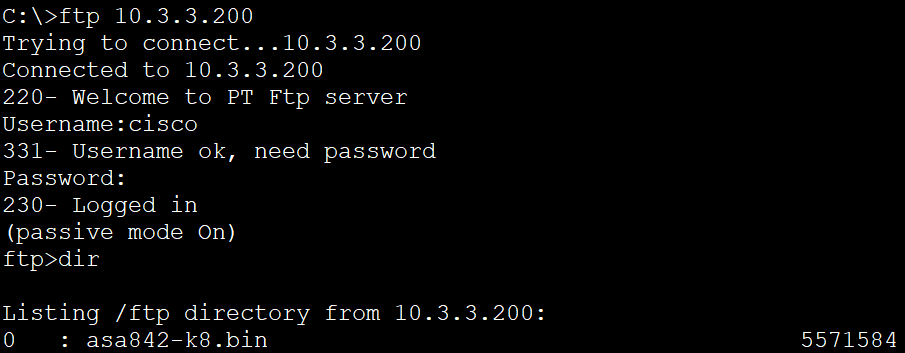 C:\>ftp 10.3.3.200
Trying to connect...10.3.3.200
Connected to 10.3.3.200
220- Welcome to PT Ftp server
Username:cisco
331- Username ok, need password
Password:
230- Logged in
(passive mode On)
ftp>dir
Listing /ftp directory from 10.3.3.200:
0   : asa842-k8.bin                                   5571584